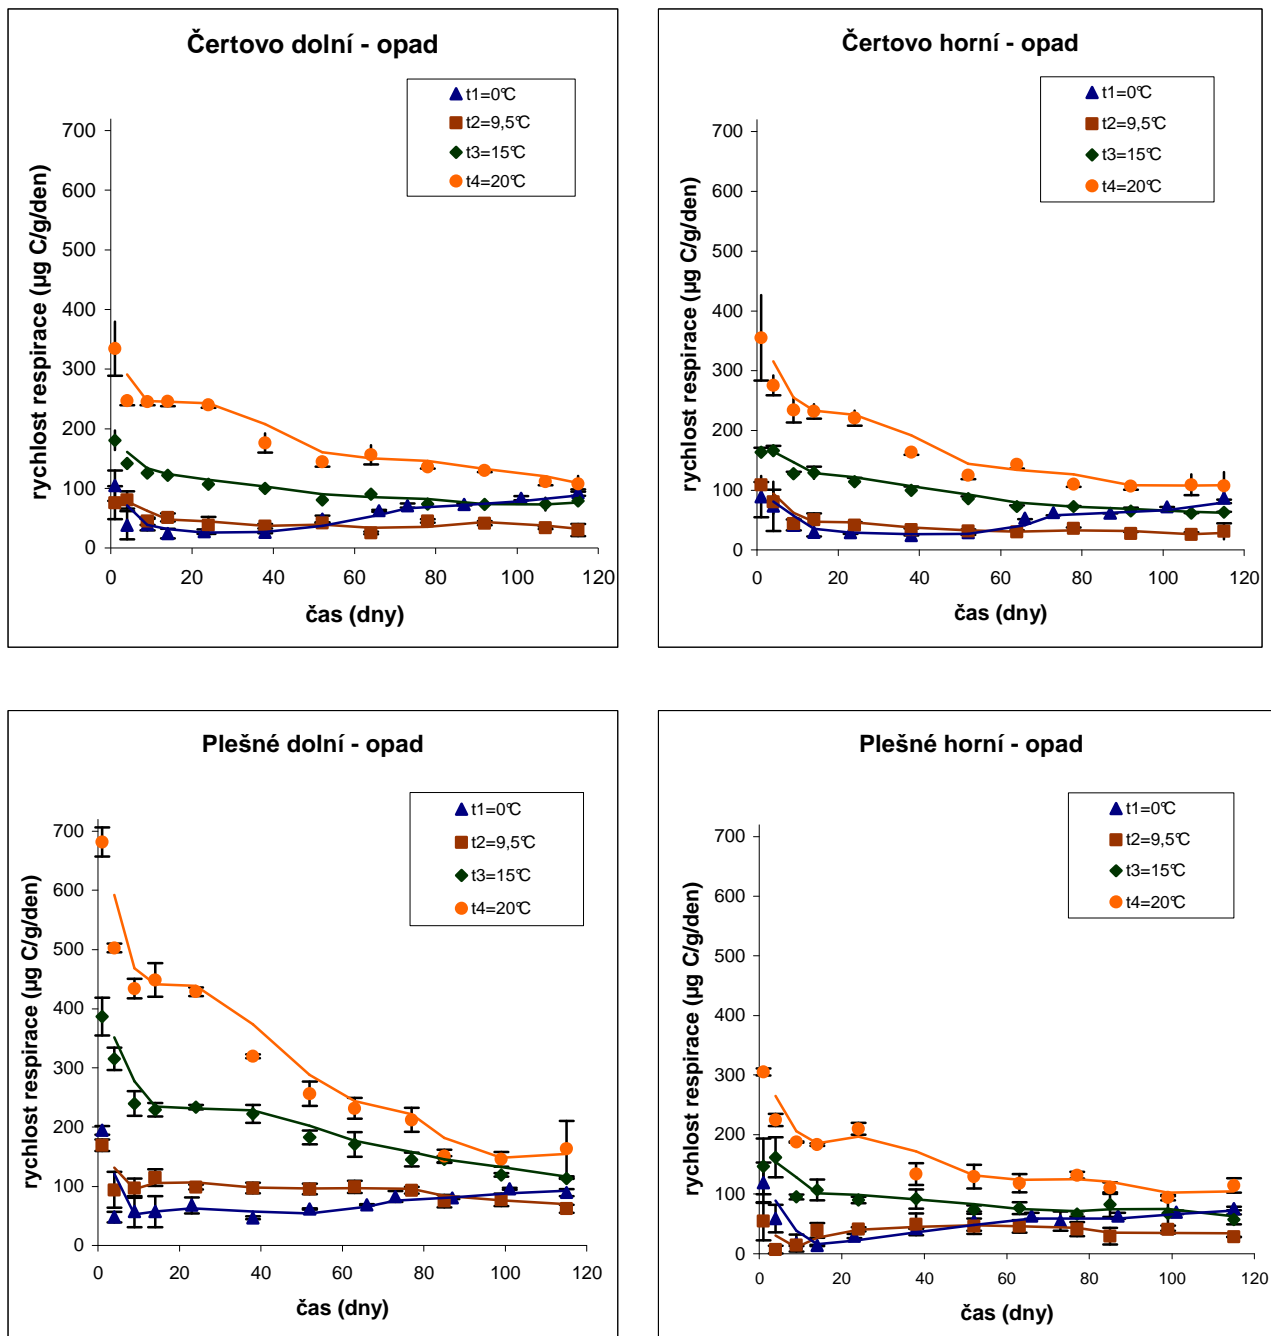 Čertovo dolní - opad
t1=0°C
t2=9,5°C
t3=15°C
t4=20°C
700
600
500
400
300
200
100
0
0 20 40 60 80 100 120
rychlost respirace (µg C/g/den)
čas (dny)
Čertovo horní - opad
t1=0°C
t2=9,5°C
t3=15°C
t4=20°C
700
600
500
400
300
200
100
0
0 20 40 60 80 100 120
rychlost respirace (µg C/g/den)
čas (dny)
Plešné dolní - opad
t1=0°C
t2=9,5°C
t3=15°C
t4=20°C
700
600
500
400
300
200
100
0
0 20 40 60 80 100 120
rychlost respirace (µg C/g/den)
čas (dny)
Plešné horní - opad
t1=0°C
t2=9,5°C
t3=15°C
t4=20°C
700
600
500
400
300
200
100
0
0 20 40 60 80 100 120
rychlost respirace (µg C/g/den)
čas (dny)